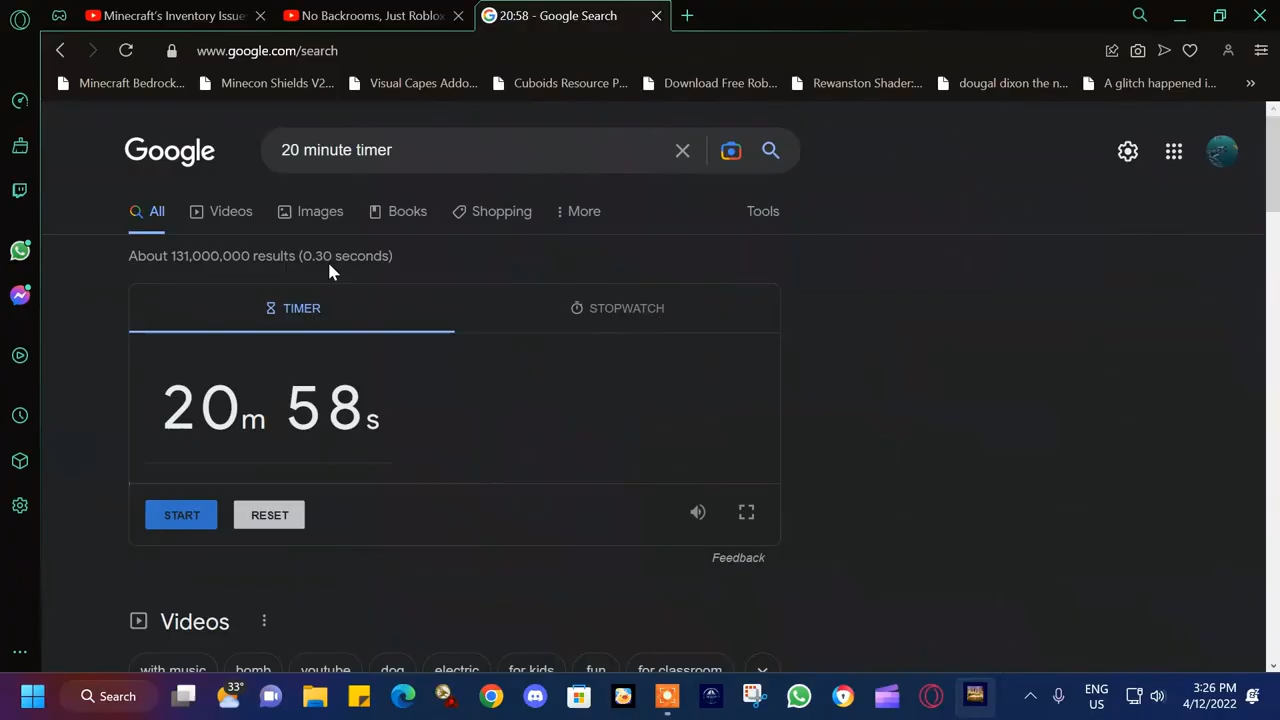 Minecraft's Inventory Issue
No Backrooms, Just Roblox
20:58 - Google Search
www.google.com/search
Minecraft Bedrock...
Minecon Shields V2...
Visual Capes Addo...
Cuboids Resource P...
Download Free Rob...
Rewanston Shader:...
dougal dixon the n...
A glitch happened i...
Google
20 minute timer
All
Videos
Images
Books
Shopping
More
Tools
About 131,000,000 results (0.30 seconds)
TIMER
STOPWATCH
20m 58s
START
RESET
Feedback
Videos
with music
bomb
youtube
dog
electric
for kids
fun
for classroom
33°
Search
ENG
US
3:26 PM
4/12/2022